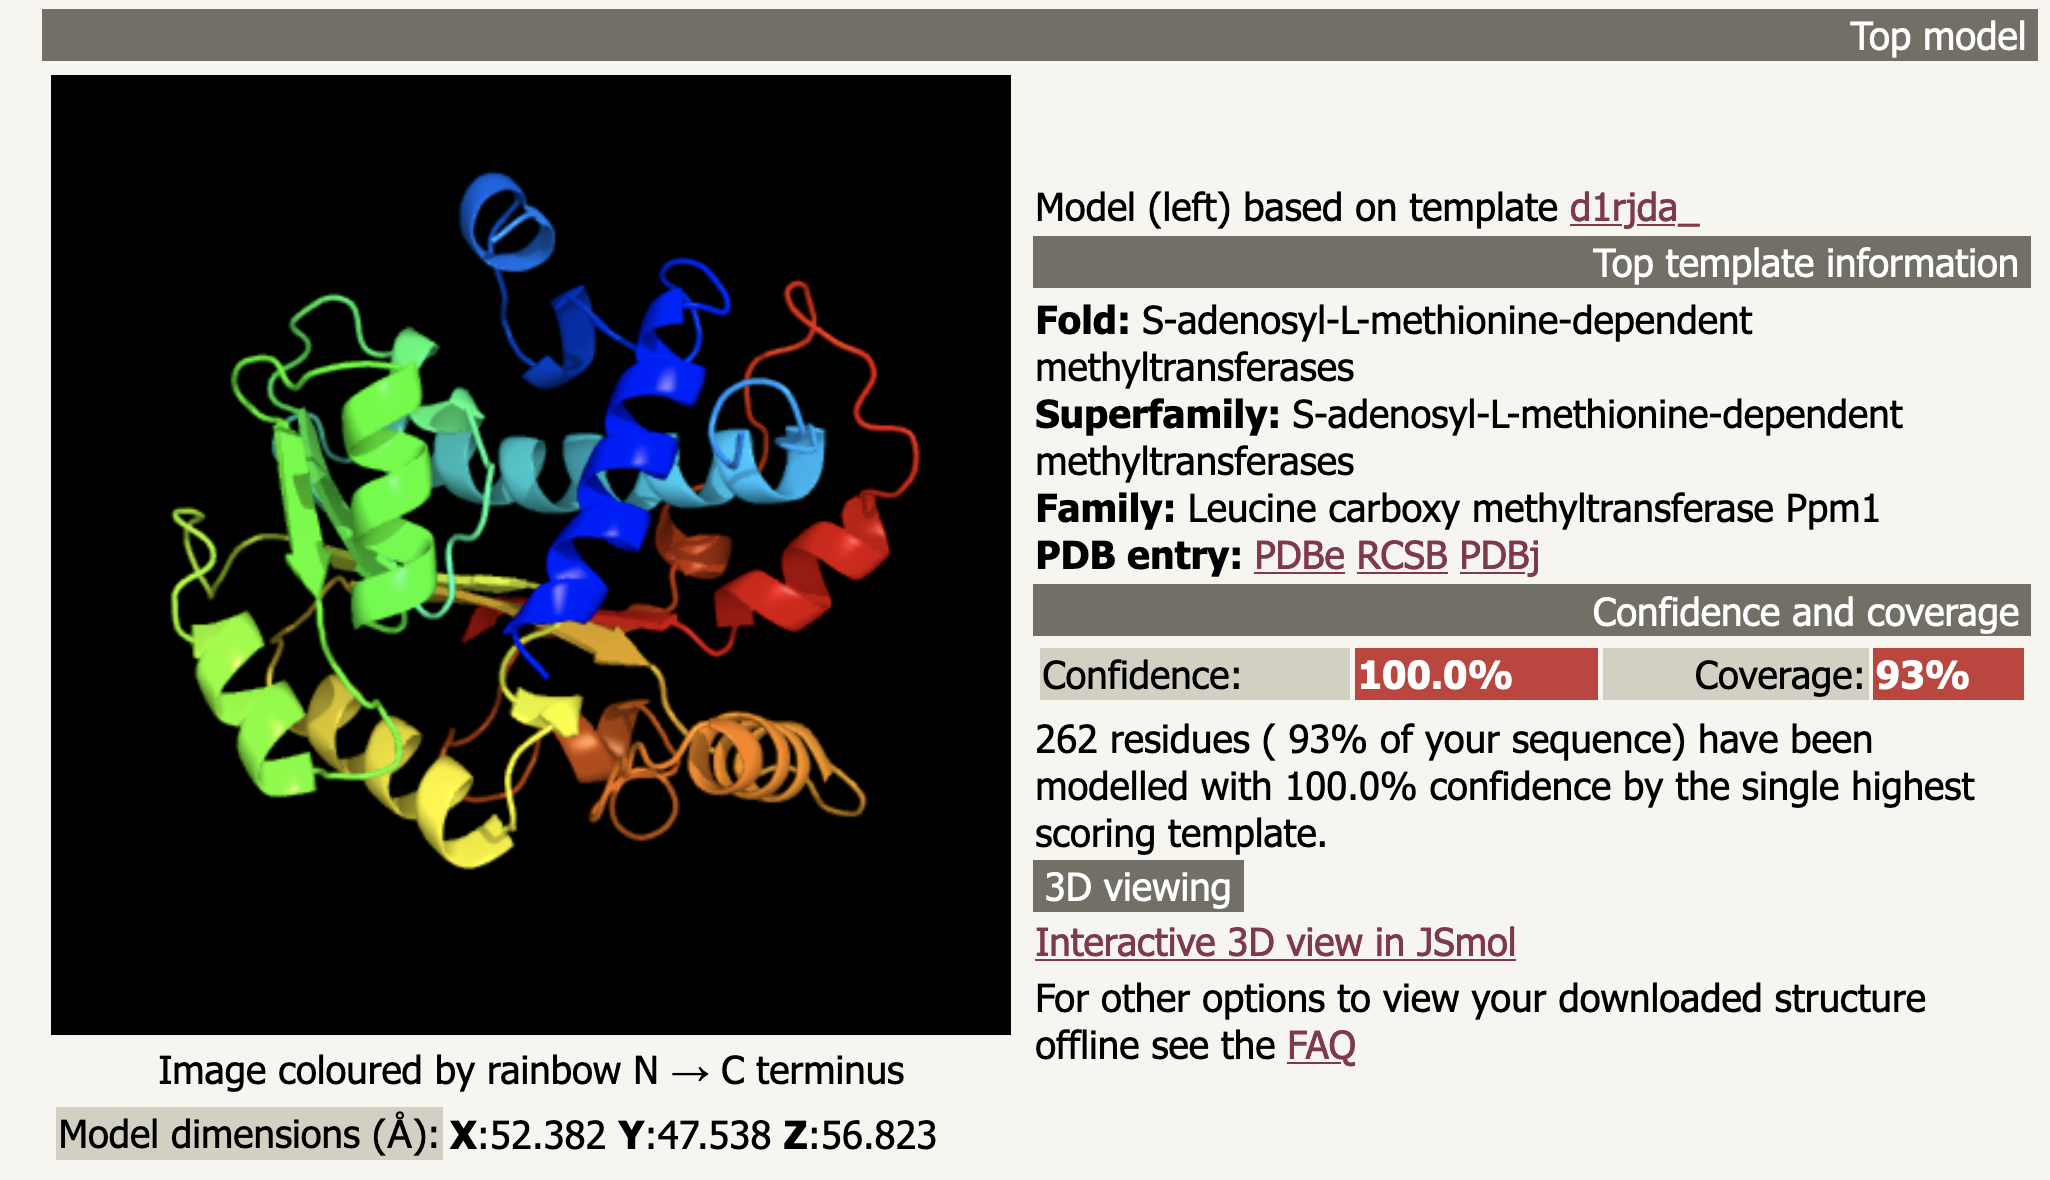 Top model
Model (left) based on template d1rjda_
Top template information
Fold: S-adenosyl-L-methionine-dependent
methyltransferases
Superfamily: S-adenosyl-L-methionine-dependent
methyltransferases
Family: Leucine carboxy methyltransferase Ppm1
PDB entry: PDBe RCSB PDBj
Confidence and coverage
Confidence: 100.0% Coverage: 93%
262 residues ( 93% of your sequence) have been
modelled with 100.0% confidence by the single highest
scoring template.
3D viewing
Interactive 3D view in JSmol
For other options to view your downloaded structure
offline see the FAQ
Image coloured by rainbow N → C terminus
Model dimensions (Å): X:52.382 Y:47.538 Z:56.823